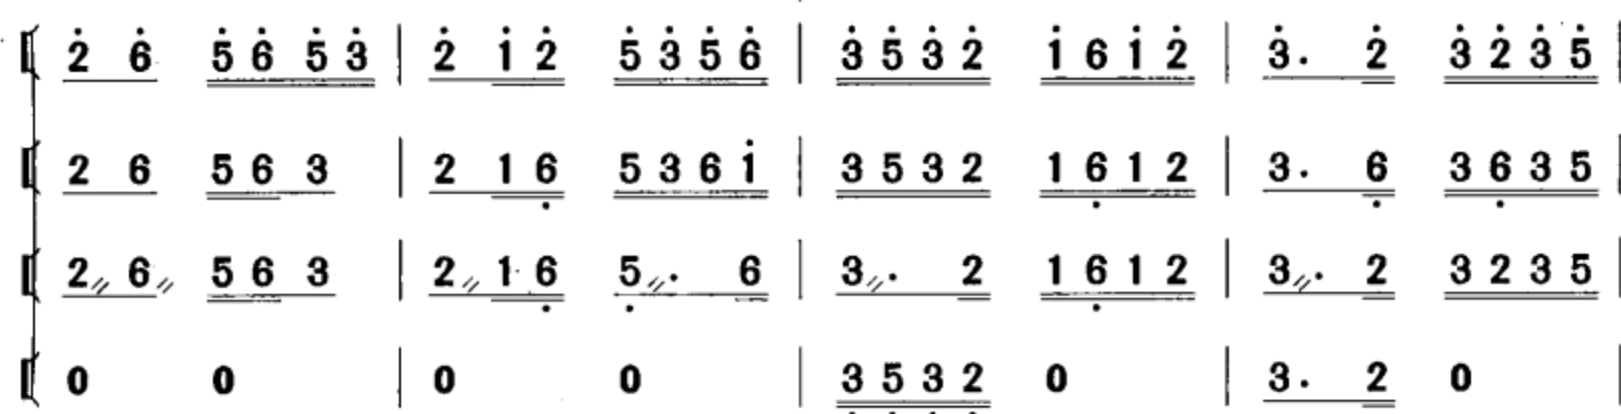 2̇ 6̇ 5̇ 6̇ 5̇ 3̇ | 2̇ 1̇ 2̇ 5̇ 3̇ 5̇ 6̇ | 3̇ 5̇ 3̇ 2̇ 1̇ 6 1̇ 2̇ | 3̇. 2̇ 3̇ 2̇ 3̇ 5̇ |
2 6 5 6 3 | 2 1 6̣ 5 3 6 1̇ | 3 5 3 2 1 6̣ 1 2 | 3. 6̣ 3 6̣ 3 5 |
2〃 6〃 5 6 3 | 2〃 1 6̣ 5̣〃. 6 | 3〃. 2 1 6̣ 1 2 | 3〃. 2 3 2 3 5 |
0 0 | 0 0 | 3̣ 5̣ 3̣ 2̣ 0 | 3. 2 0 |